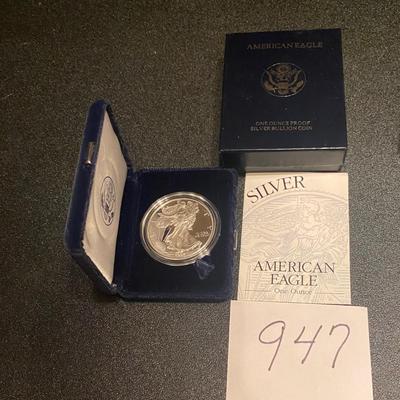 AMERICAN EAGLE
ONE OUNCE PROOF
SILVER BULLION COIN
SILVER
AMERICAN
EAGLE
One Ounce
947